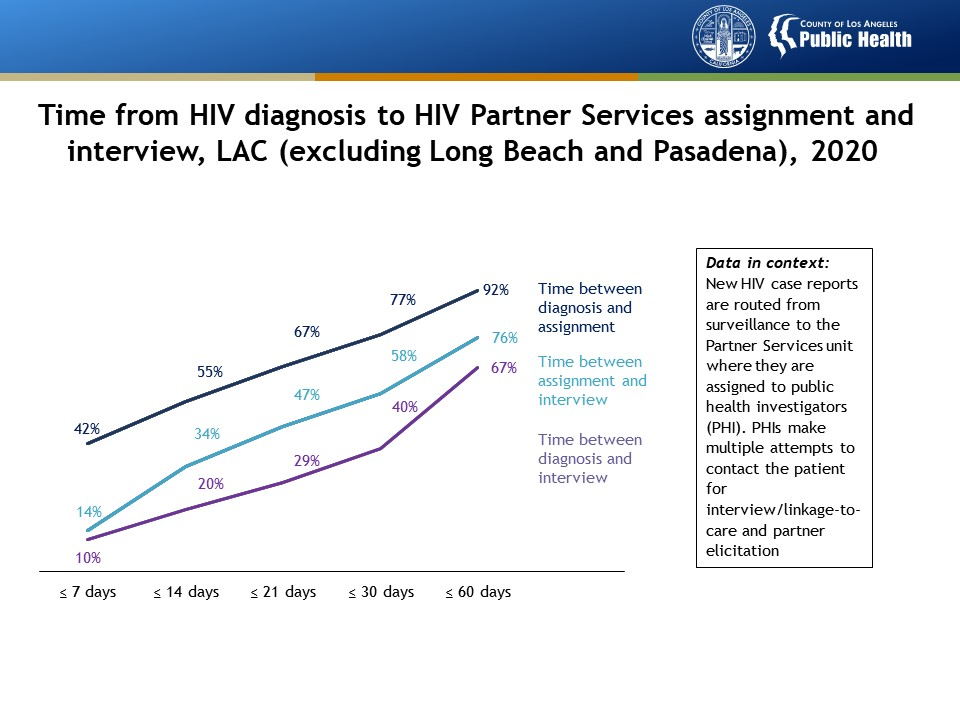 COUNTY OF LOS ANGELES
Public Health
Time from HIV diagnosis to HIV Partner Services assignment and
interview, LAC (excluding Long Beach and Pasadena), 2020
92%
77%
67%
55%
42%
76%
58%
47%
34%
14%
67%
40%
29%
20%
10%
Time between
diagnosis and
assignment
Time between
assignment and
interview
Time between
diagnosis and
interview
≤ 7 days
≤ 14 days
≤ 21 days
≤ 30 days
≤ 60 days
Data in context:
New HIV case reports
are routed from
surveillance to the
Partner Services unit
where they are
assigned to public
health investigators
(PHI). PHIs make
multiple attempts to
contact the patient
for
interview/linkage-to-
care and partner
elicitation